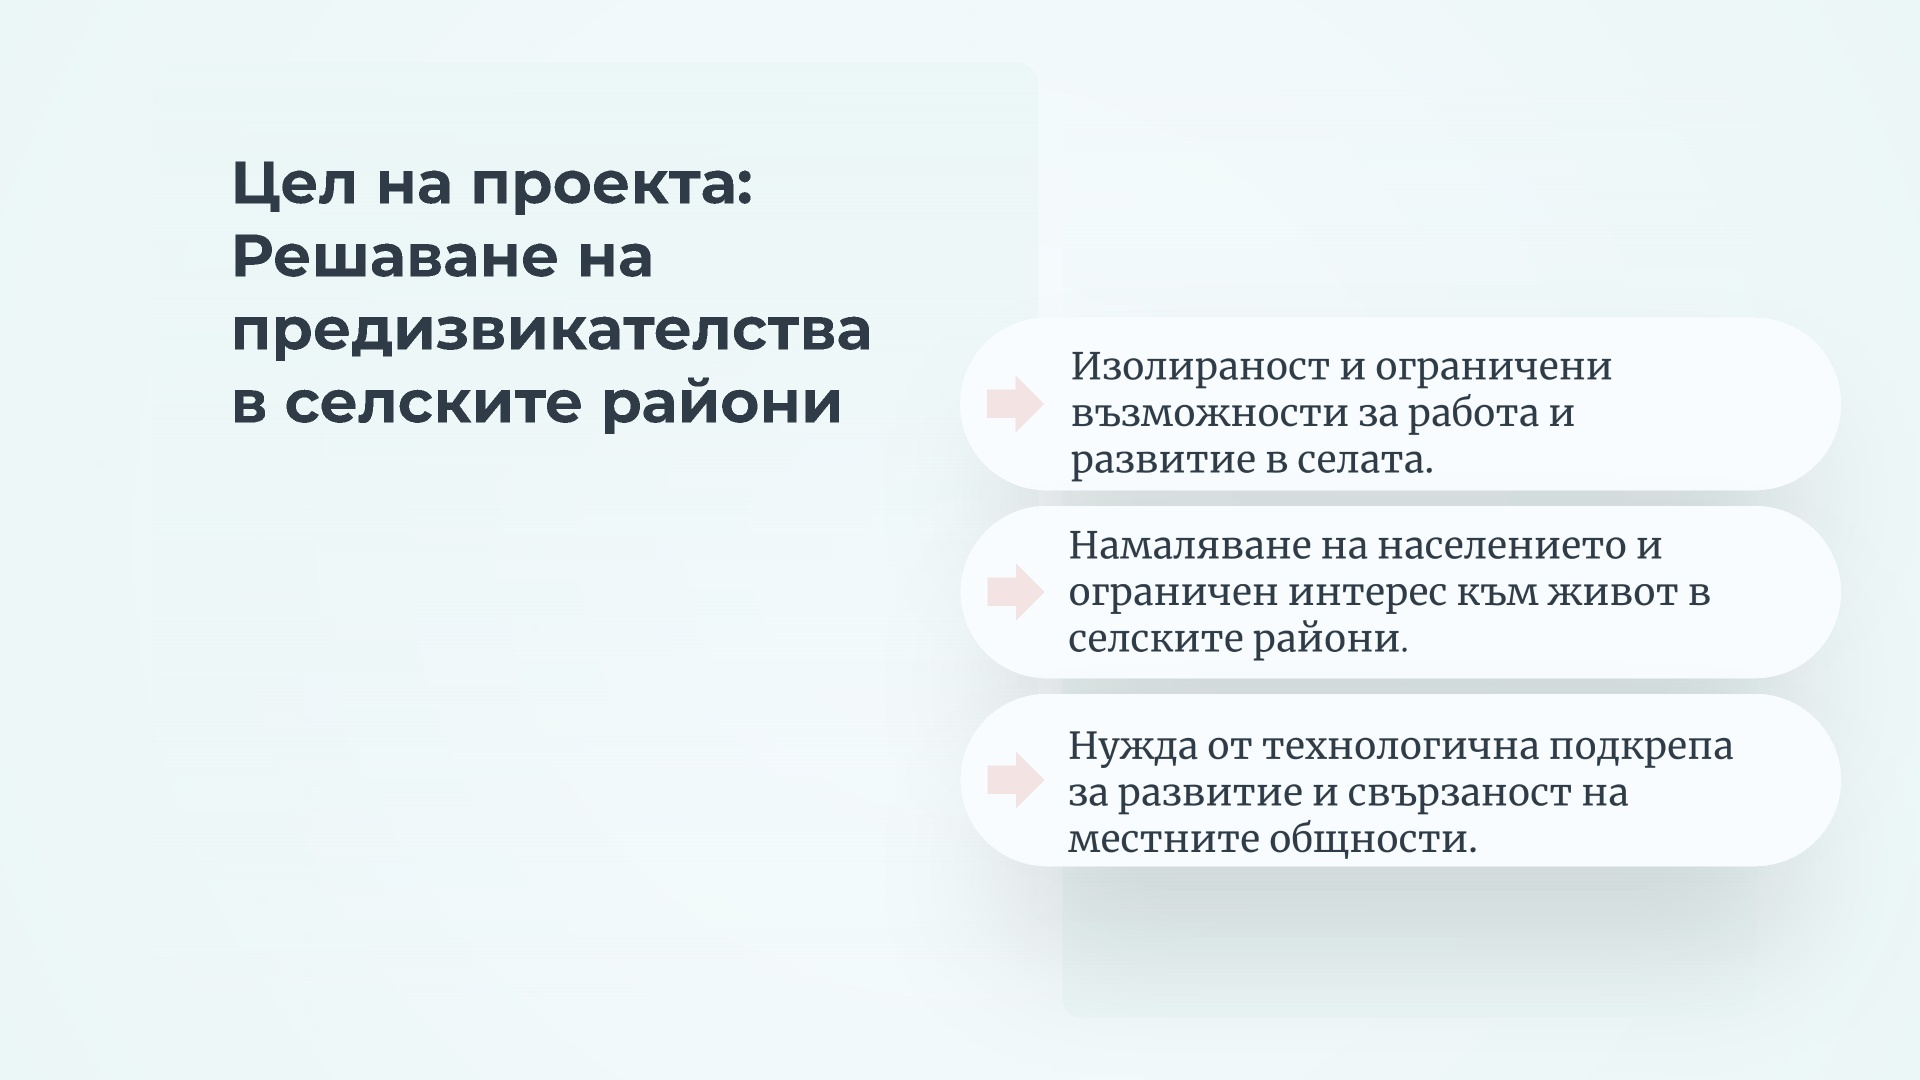 Цел на проекта:
Решаване на
предизвикателства
в селските райони
Изолираност и ограничени
възможности за работа и
развитие в селата.
Намаляване на населението и
ограничен интерес към живот в
селските райони.
Нужда от технологична подкрепа
за развитие и свързаност на
местните общности.